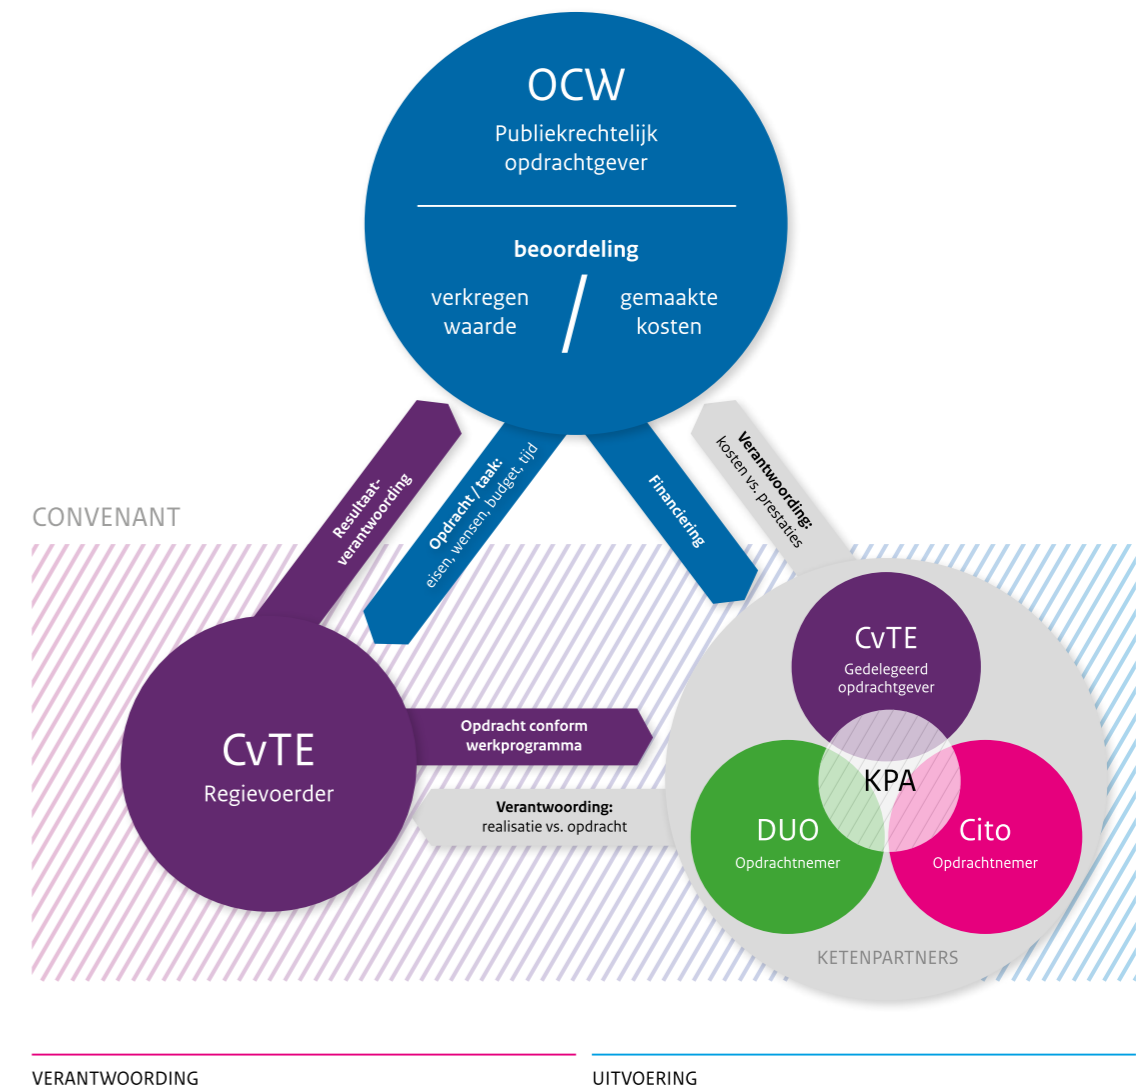 OCW
Publiekrechtelijk
opdrachtgever
beoordeling
verkregen
waarde
/
gemaakte
kosten
Resultaat-
verantwoording
Opdracht / taak:
eisen, wensen, budget, tijd
Financiering
Verantwoording:
kosten vs. prestaties
CONVENANT
CvTE
Regievoerder
Opdracht conform
werkprogramma
Verantwoording:
realisatie vs. opdracht
CvTE
Gedelegeerd
opdrachtgever
KPA
DUO
Opdrachtnemer
Cito
Opdrachtnemer
KETENPARTNERS
VERANTWOORDING
UITVOERING